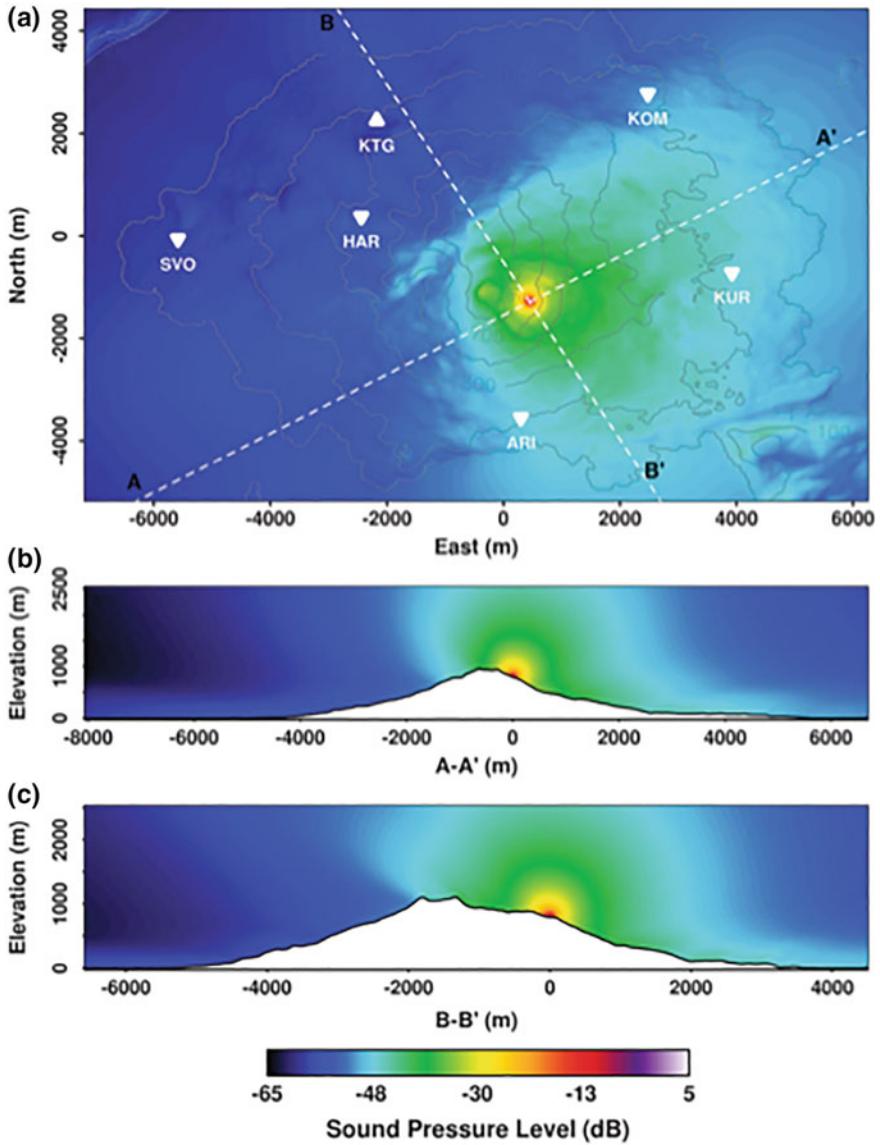 (a)
4000
2000
0
-2000
-4000
North (m)
B
KTG
KOM
A'
HAR
SVO
KUR
ARI
A
B'
-6000 -4000 -2000 0 2000 4000 6000
East (m)
(b)
2500
1000
0
Elevation (m)
-8000 -6000 -4000 -2000 0 2000 4000 6000
A-A' (m)
(c)
2000
1000
0
Elevation (m)
-6000 -4000 -2000 0 2000 4000
B-B' (m)
-65 -48 -30 -13 5
Sound Pressure Level (dB)